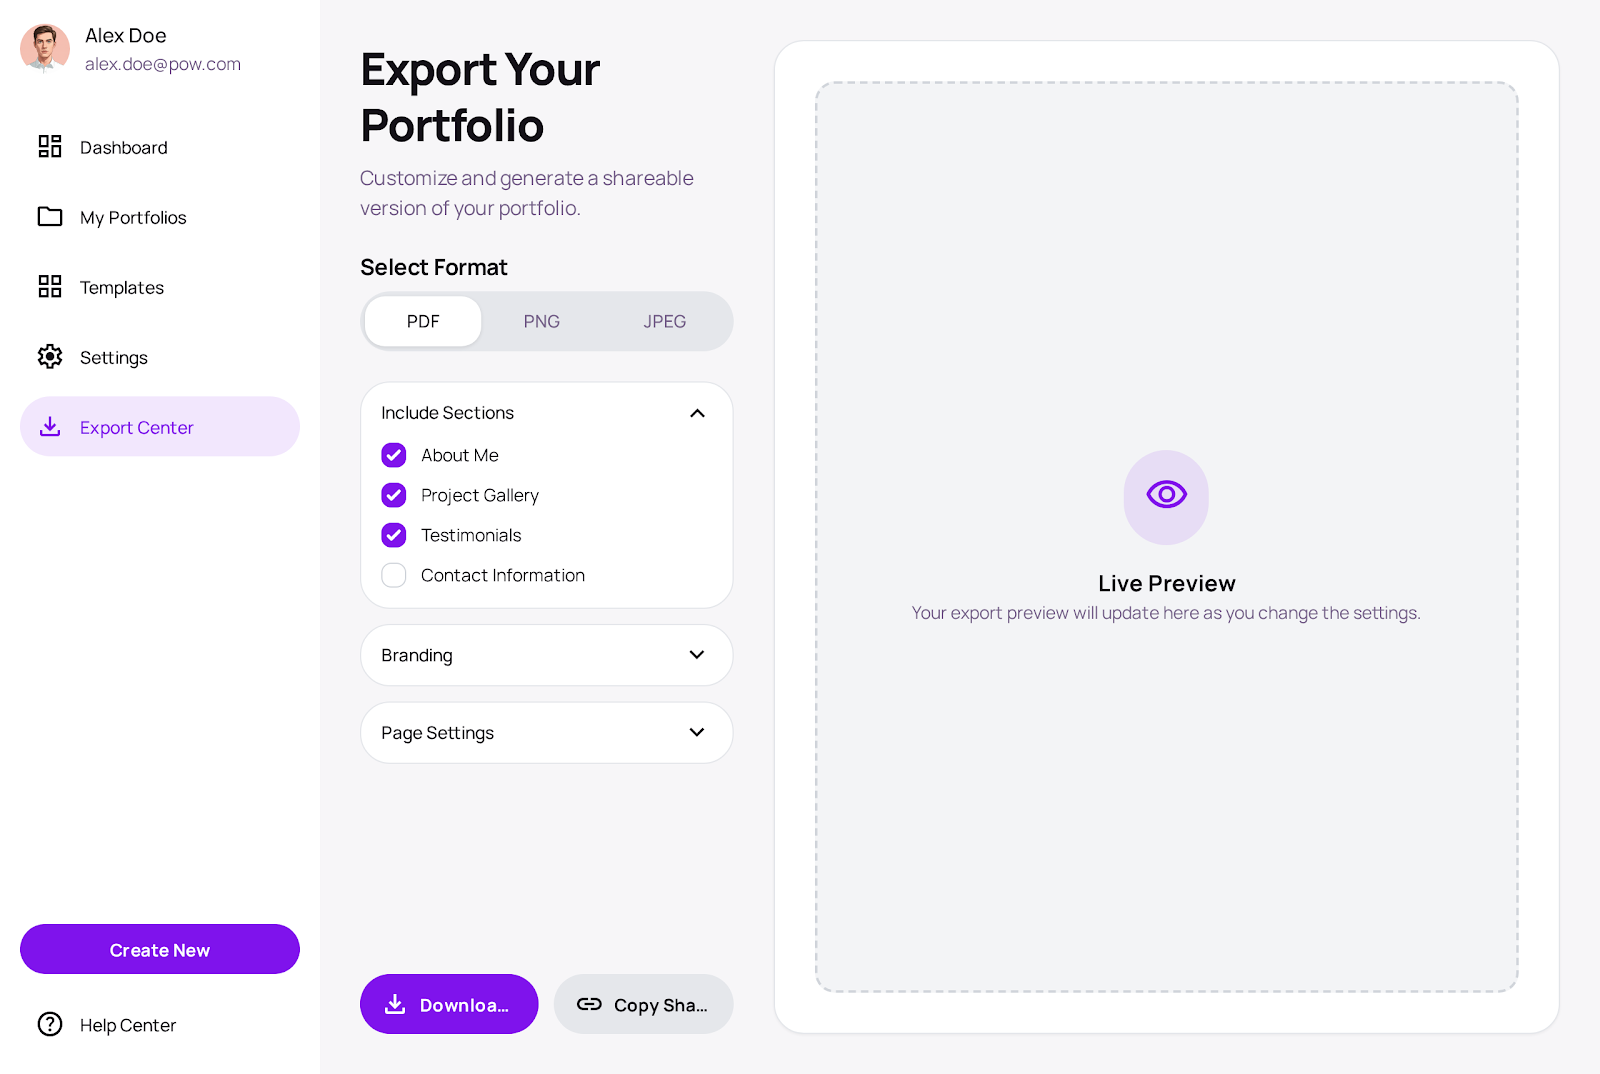 Alex Doe
alex.doe@pow.com
Dashboard
My Portfolios
Templates
Settings
Export Center
Create New
Help Center
Export Your
Portfolio
Customize and generate a shareable
version of your portfolio.
Select Format
PDF
PNG
JPEG
Include Sections
About Me
Project Gallery
Testimonials
Contact Information
Branding
Page Settings
Downloa...
Copy Sha...
Live Preview
Your export preview will update here as you change the settings.